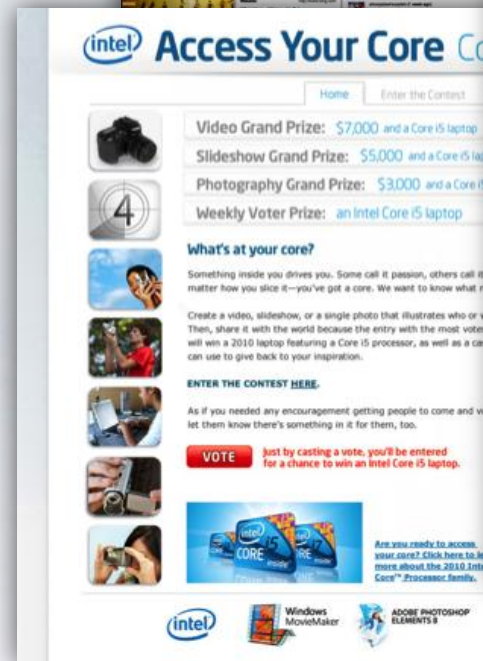 intel Access Your Core
Home Enter the Contest
Video Grand Prize: $7,000 and a Core i5 laptop
Slideshow Grand Prize: $5,000 and a Core i5
Photography Grand Prize: $3,000 and a Core
Weekly Voter Prize: an Intel Core i5 laptop
4
What's at your core?
Something inside you drives you. Some call it passion, others call it
matter how you slice it—you've got a core. We want to know what
Create a video, slideshow, or a single photo that illustrates who or
Then, share it with the world because the entry with the most votes
will win a 2010 laptop featuring a Core i5 processor, as well as a
can use to give back to your inspiration.
ENTER THE CONTEST HERE.
As if you needed any encouragement getting people to come and
let them know there's something in it for them, too.
VOTE
Just by casting a vote, you'll be entered
for a chance to win an Intel Core i5 laptop.
intel
CORE i5
inside
Are you ready to access
your core? Click here to
more about the 2010
Core™ Processor family.
intel
Windows
MovieMaker
ADOBE PHOTOSHOP
ELEMENTS 8